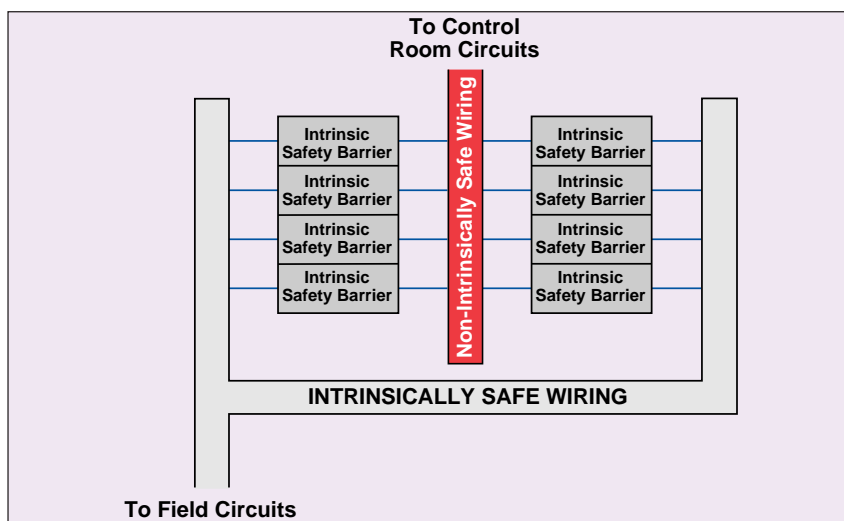 To Control
Room Circuits
Intrinsic
Safety Barrier
Intrinsic
Safety Barrier
Intrinsic
Safety Barrier
Intrinsic
Safety Barrier
Non-Intrinsically Safe Wiring
Intrinsic
Safety Barrier
Intrinsic
Safety Barrier
Intrinsic
Safety Barrier
Intrinsic
Safety Barrier
INTRINSICALLY SAFE WIRING
To Field Circuits